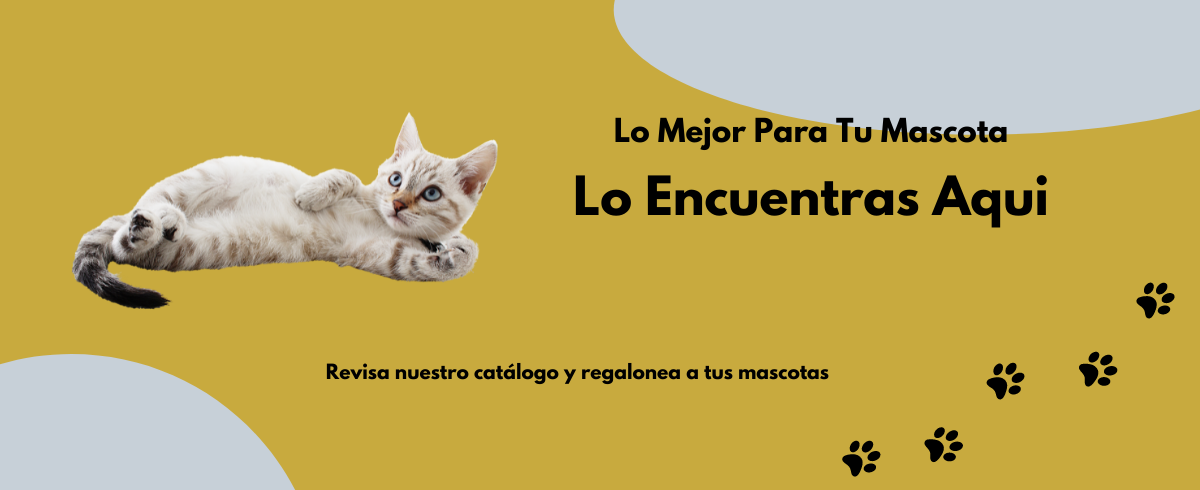 Lo Mejor Para Tu Mascota
Lo Encuentras Aqui
Revisa nuestro catálogo y regalonea a tus mascotas